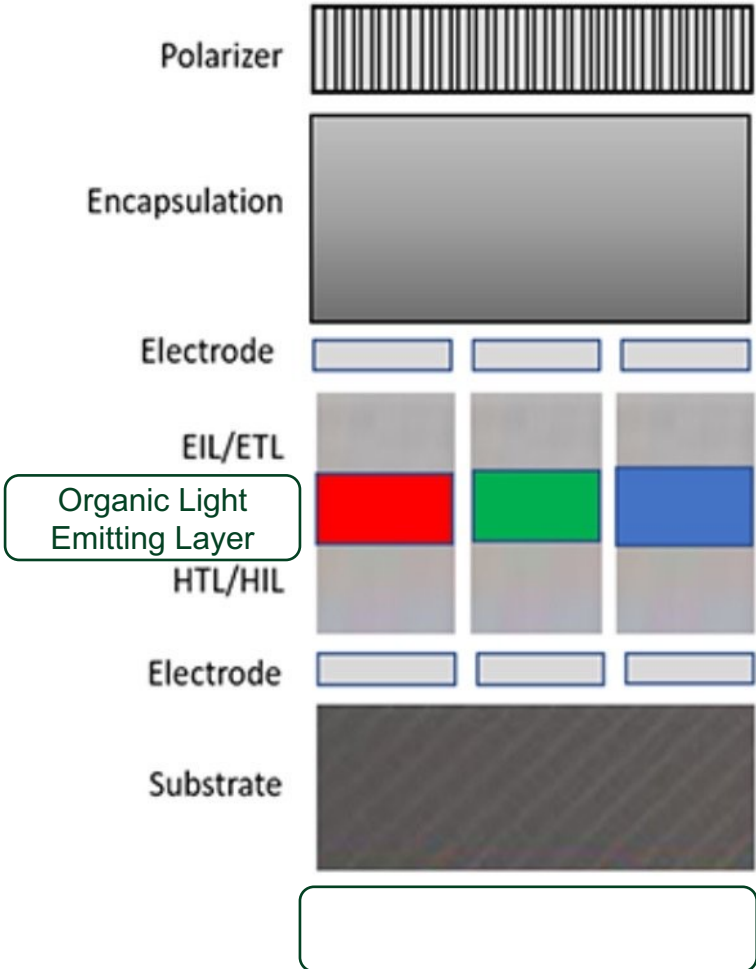 Polarizer
Encapsulation
Electrode
EIL/ETL
Organic Light
Emitting Layer
HTL/HIL
Electrode
Substrate